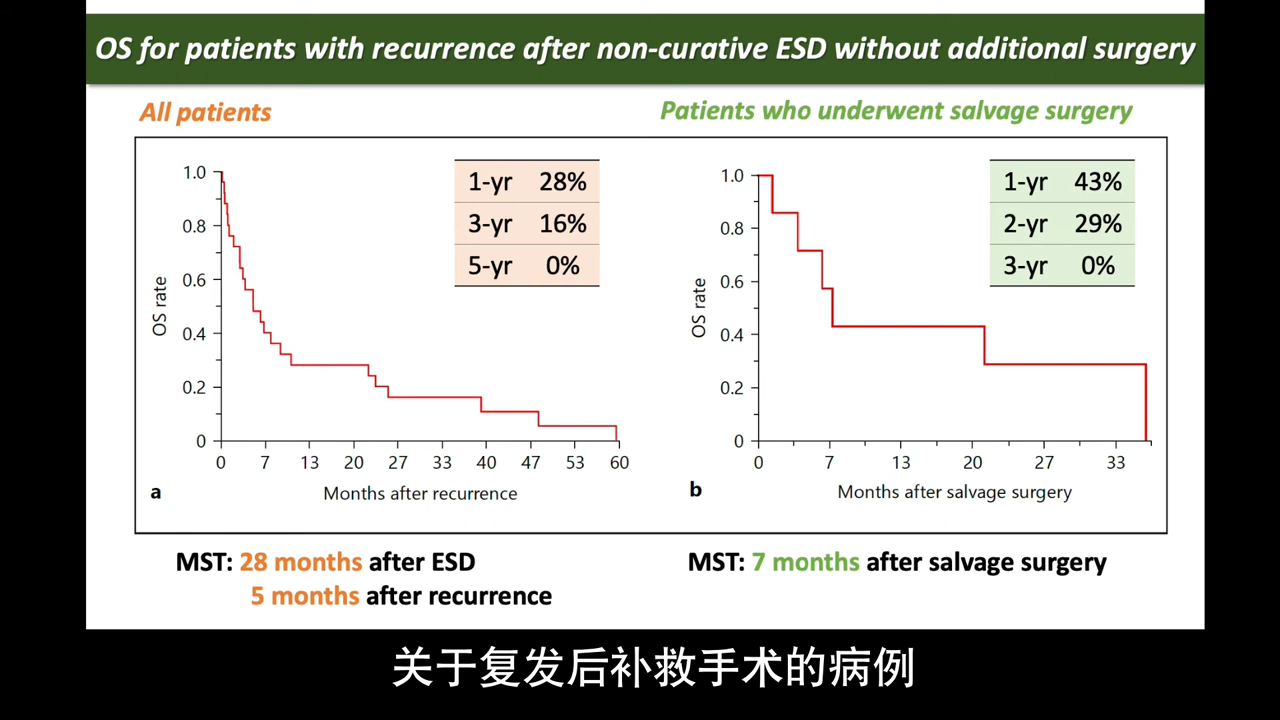 OS for patients with recurrence after non-curative ESD without additional surgery
All patients
Patients who underwent salvage surgery
1-yr 28%
3-yr 16%
5-yr 0%
1.0
0.8
0.6
0.4
0.2
0
OS rate
0 7 13 20 27 33 40 47 53 60
a
Months after recurrence
1-yr 43%
2-yr 29%
3-yr 0%
1.0
0.8
0.6
0.4
0.2
0
OS rate
0 7 13 20 27 33
b
Months after salvage surgery
MST: 28 months after ESD
5 months after recurrence
MST: 7 months after salvage surgery
关于复发后补救手术的病例